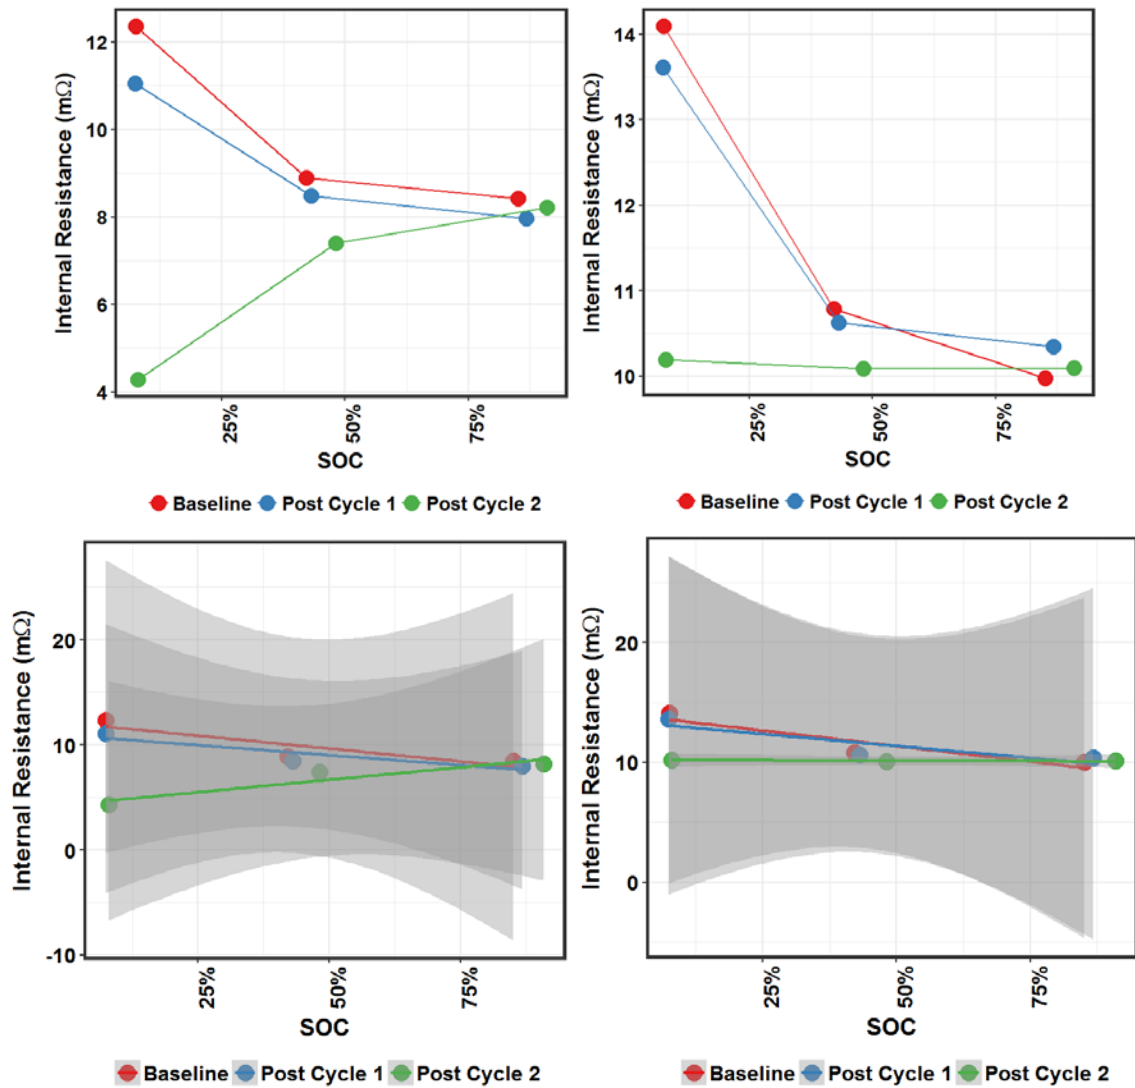 12
10
8
6
4
Internal Resistance (mΩ)
25%
50%
75%
SOC
Baseline Post Cycle 1 Post Cycle 2
14
13
12
11
10
Internal Resistance (mΩ)
25%
50%
75%
SOC
Baseline Post Cycle 1 Post Cycle 2
20
10
0
-10
Internal Resistance (mΩ)
25%
50%
75%
SOC
Baseline Post Cycle 1 Post Cycle 2
20
10
0
Internal Resistance (mΩ)
25%
50%
75%
SOC
Baseline Post Cycle 1 Post Cycle 2